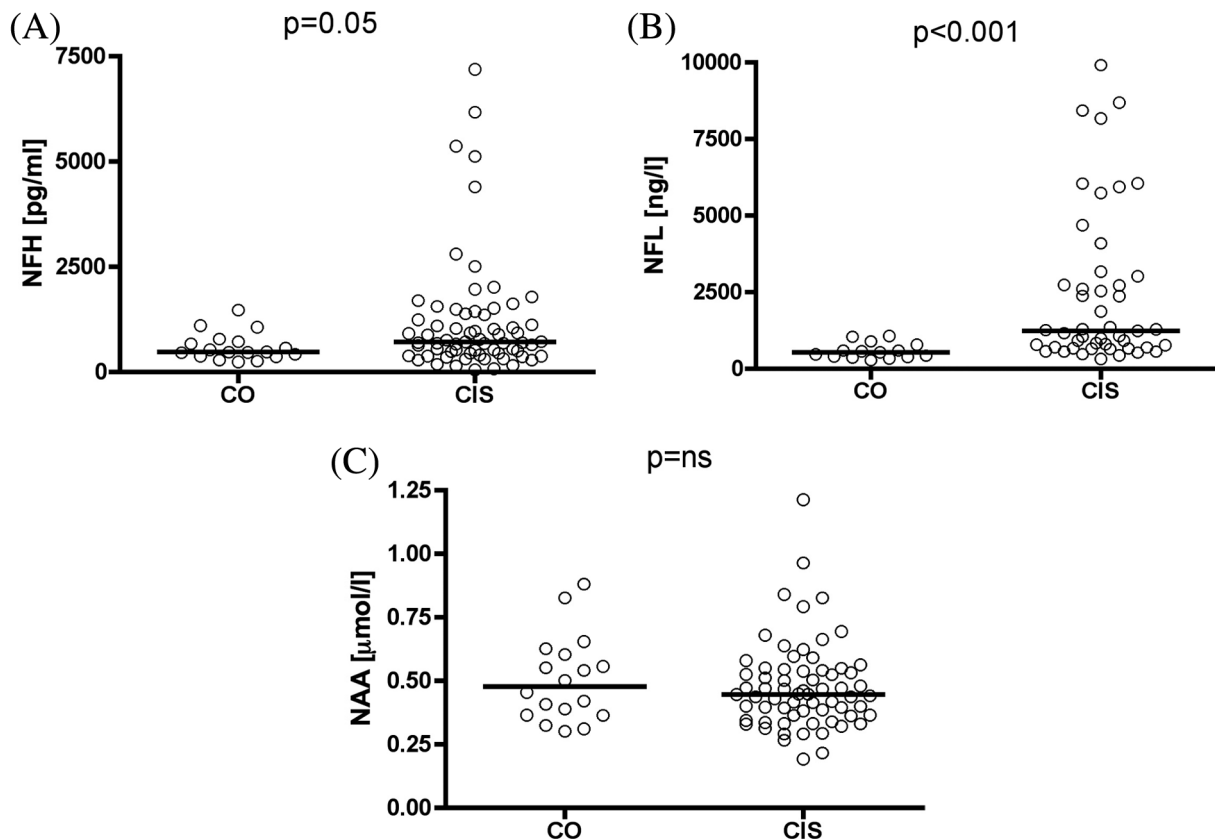 (A)
p=0.05
7500
5000
2500
0
NFH [pg/ml]
CO
CIS
(B)
p<0.001
10000
7500
5000
2500
0
NFL [ng/l]
CO
CIS
(C)
p=ns
1.25
1.00
0.75
0.50
0.25
0.00
NAA [μmol/l]
CO
CIS